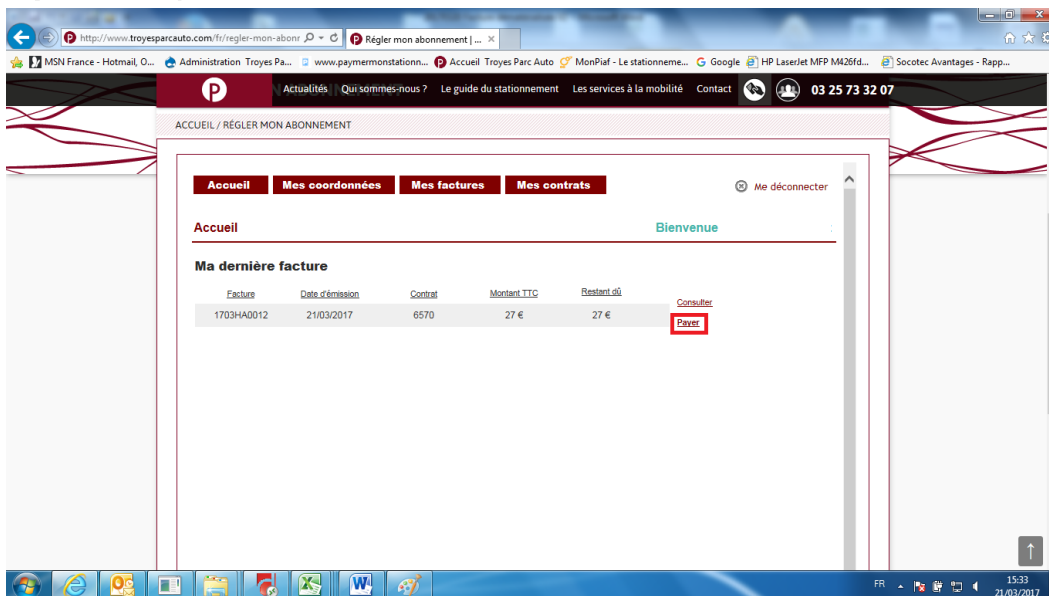 http://www.troyesparcauto.com/fr/regler-mon-abonr
Régler mon abonnement | ...
MSN France - Hotmail, O... Administration Troyes Pa... www.paymermonstationn... Accueil Troyes Parc Auto MonPiaf - Le stationneme... Google HP LaserJet MFP M426fd... Socotec Avantages - Rapp...
P Actualités Qui sommes-nous ? Le guide du stationnement Les services à la mobilité Contact 03 25 73 32 07
ACCUEIL / RÉGLER MON ABONNEMENT
Accueil Mes coordonnées Mes factures Mes contrats Me déconnecter
Accueil Bienvenue :
Ma dernière facture
Facture Date d'émission Contrat Montant TTC Restant dû
Consulter
1703HA0012 21/03/2017 6570 27 € 27 €
Payer
FR 15:33
21/03/2017